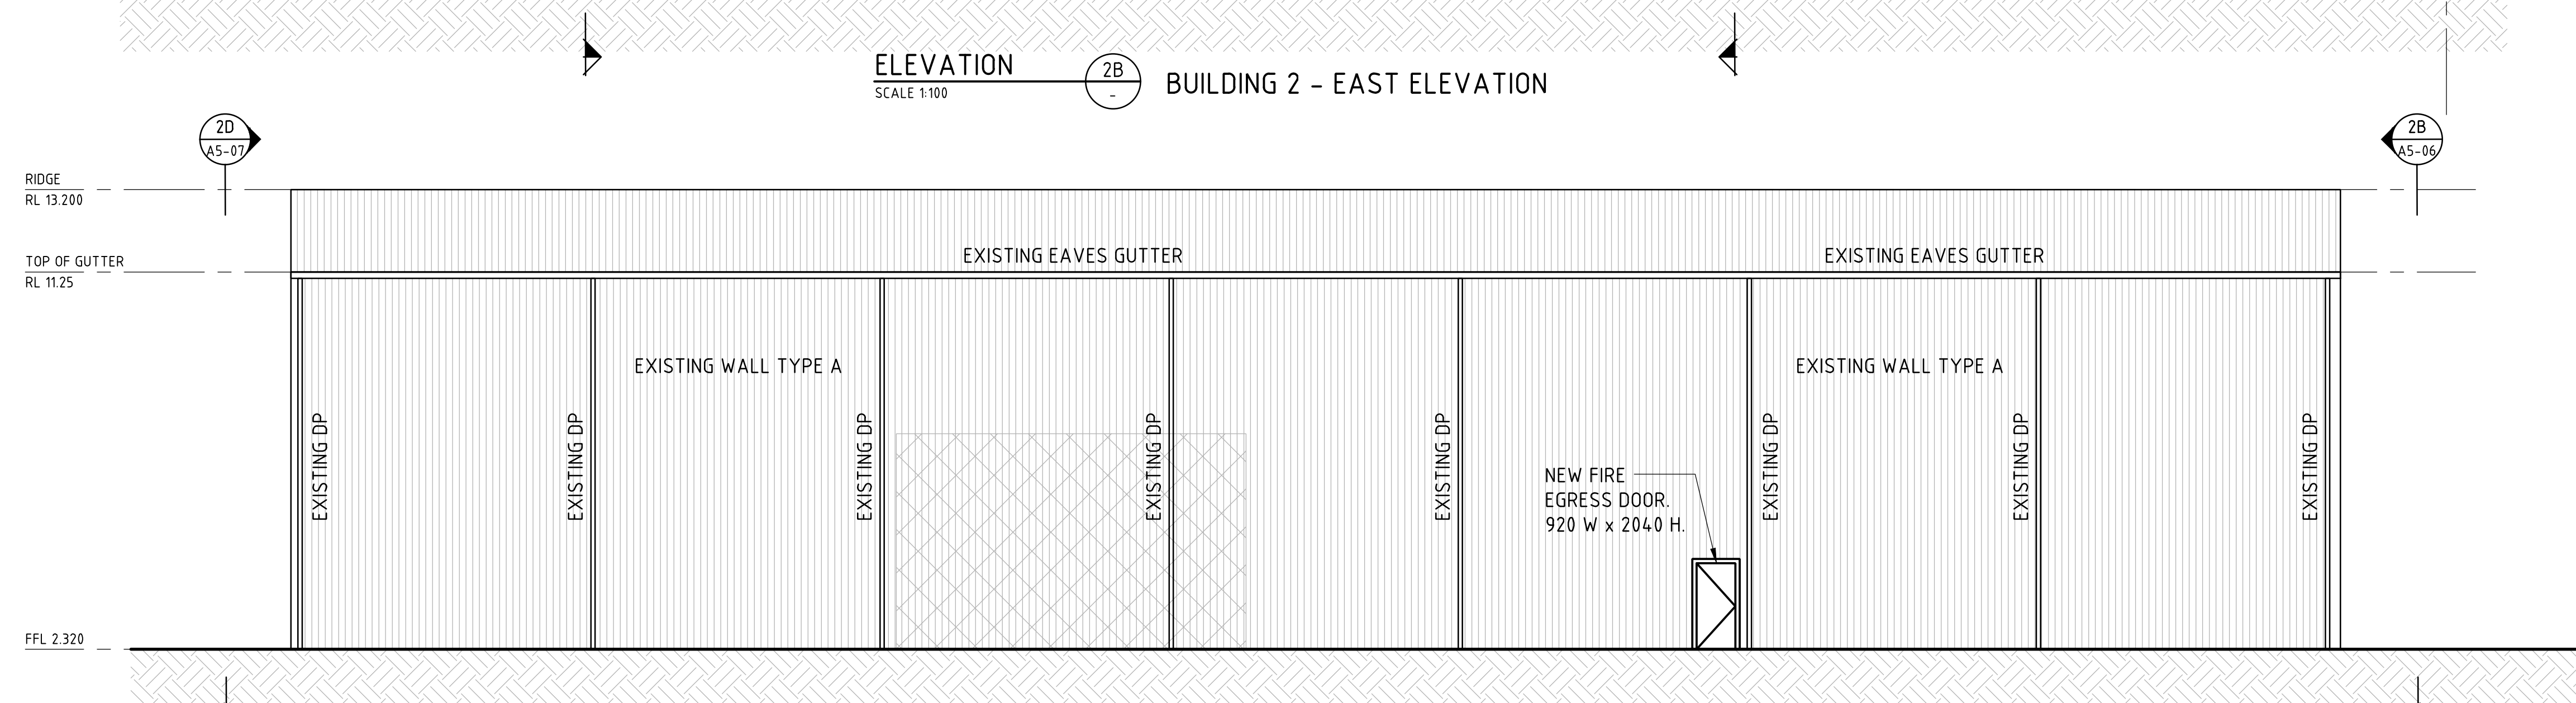 ELEVATION
SCALE 1:100
2B
-
BUILDING 2 - EAST ELEVATION
2D
A5-07
2B
A5-06
RIDGE
RL 13.200
TOP OF GUTTER
RL 11.25
EXISTING EAVES GUTTER
EXISTING EAVES GUTTER
EXISTING WALL TYPE A
EXISTING WALL TYPE A
EXISTING DP
EXISTING DP
EXISTING DP
EXISTING DP
EXISTING DP
EXISTING DP
EXISTING DP
EXISTING DP
NEW FIRE
EGRESS DOOR.
920 W x 2040 H.
FFL 2.320